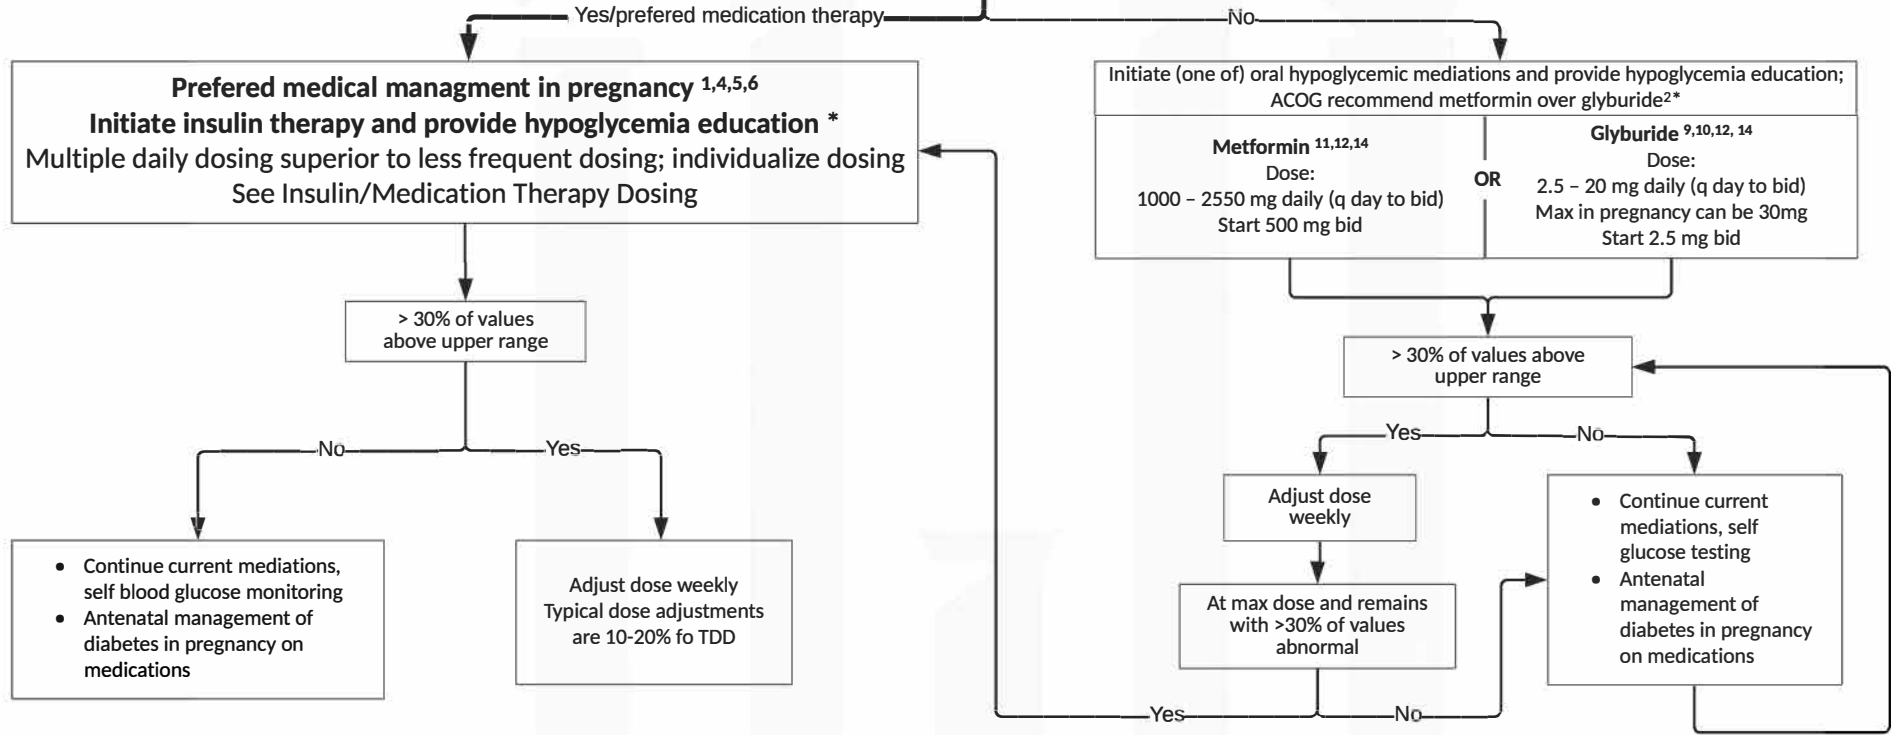 Yes/prefered medication therapy
No
Prefered medical managment in pregnancy 1,4,5,6
Initiate insulin therapy and provide hypoglycemia education *
Multiple daily dosing superior to less frequent dosing; individualize dosing
See Insulin/Medication Therapy Dosing
Initiate (one of) oral hypoglycemic mediations and provide hypoglycemia education;
ACOG recommend metformin over glyburide2*
Metformin 11,12,14
Dose:
1000 – 2550 mg daily (q day to bid)
Start 500 mg bid
OR
Glyburide 9,10,12, 14
Dose:
2.5 – 20 mg daily (q day to bid)
Max in pregnancy can be 30mg
Start 2.5 mg bid
> 30% of values
above upper range
No
Yes
• Continue current mediations,
self blood glucose monitoring
• Antenatal management of
diabetes in pregnancy on
medications
Adjust dose weekly
Typical dose adjustments
are 10-20% fo TDD
> 30% of values above
upper range
Yes
No
Adjust dose
weekly
At max dose and remains
with >30% of values
abnormal
Yes
No
• Continue current
mediations, self
glucose testing
• Antenatal
management of
diabetes in pregnancy
on medications